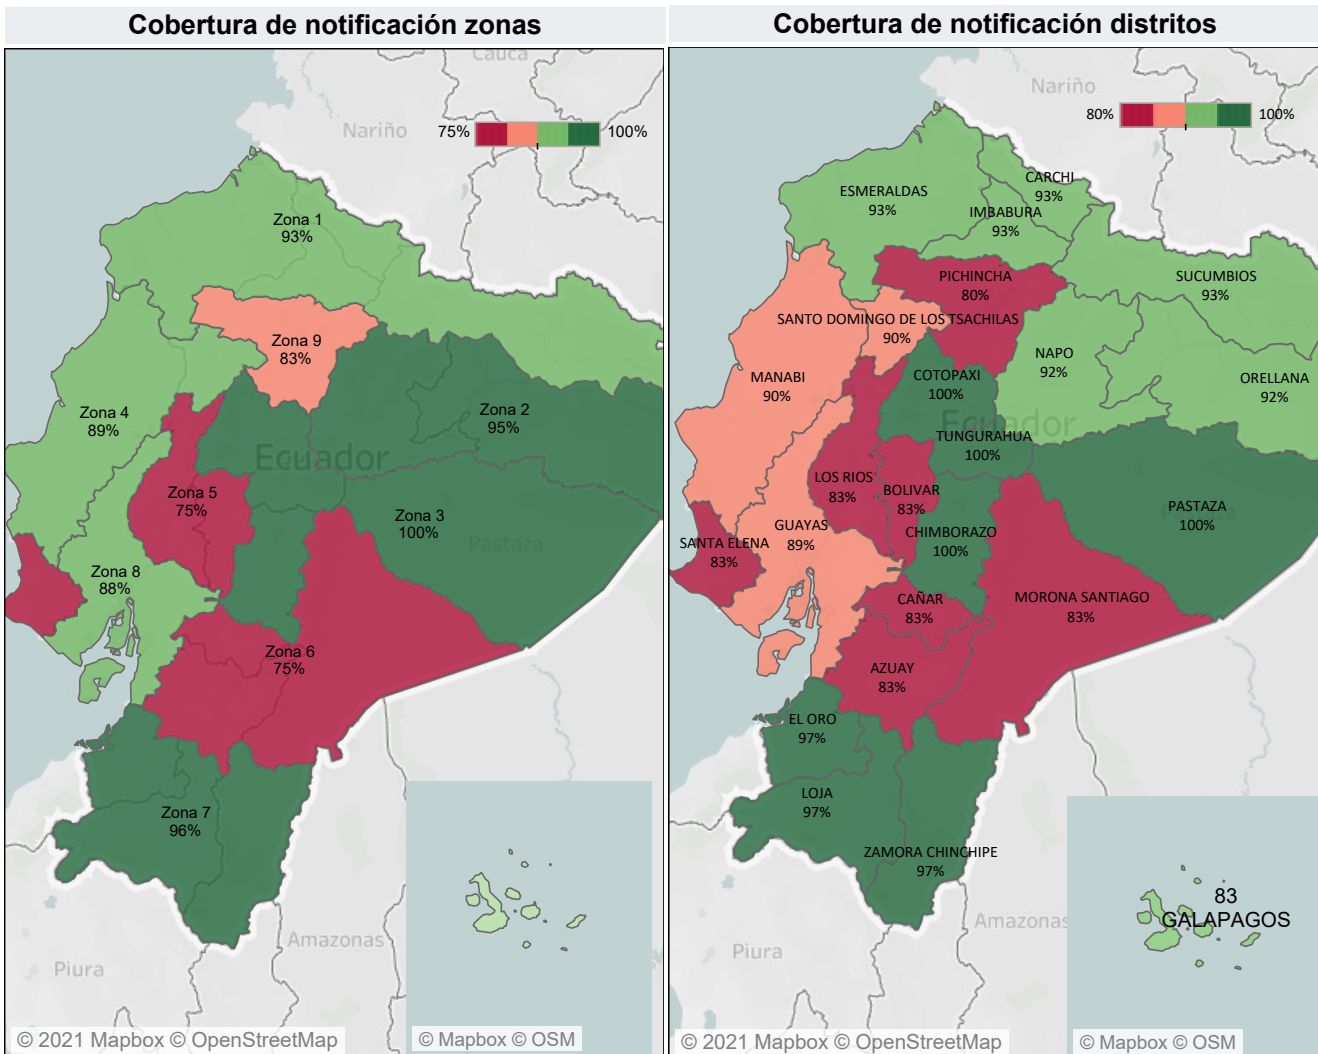 Cobertura de notificación zonas
Cauca
Nariño
75%
100%
Zona 1
93%
Zona 9
83%
Zona 4
89%
Zona 2
95%
Ecuador
Zona 5
75%
Zona 3
100%
Pastaza
Zona 8
88%
Zona 6
75%
Zona 7
96%
Amazonas
Piura
© 2021 Mapbox © OpenStreetMap
© Mapbox © OSM
Cobertura de notificación distritos
Nariño
80%
100%
CARCHI
93%
ESMERALDAS
93%
IMBABURA
93%
PICHINCHA
80%
SUCUMBIOS
93%
SANTO DOMINGO DE LOS TSACHILAS
90%
NAPO
92%
COTOPAXI
100%
MANABI
90%
ORELLANA
92%
Ecuador
TUNGURAHUA
100%
LOS RIOS
83%
BOLIVAR
83%
PASTAZA
100%
GUAYAS
89%
CHIMBORAZO
100%
SANTA ELENA
83%
CAÑAR
83%
MORONA SANTIAGO
83%
AZUAY
83%
EL ORO
97%
LOJA
97%
ZAMORA CHINCHIPE
97%
83
GALAPAGOS
Amazonas
Piura
© 2021 Mapbox © OpenStreetMap
© Mapbox © OSM